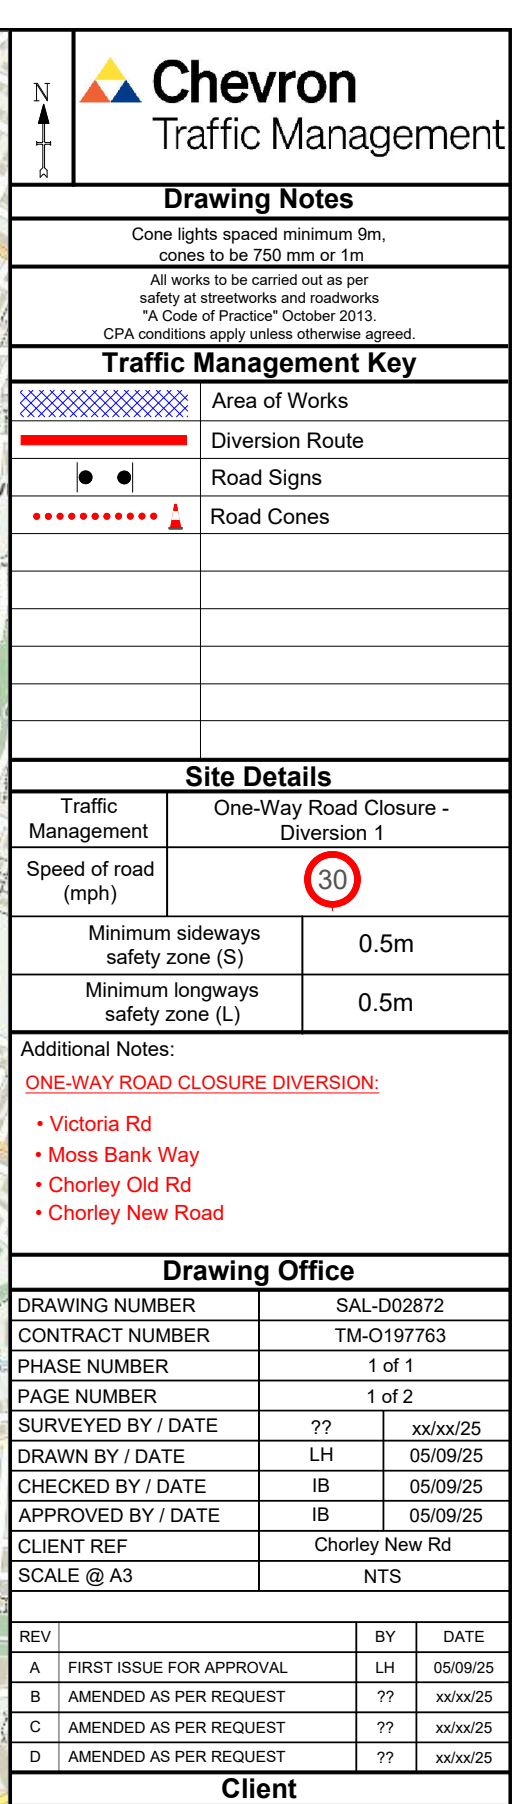 N
Chevron
Traffic Management
Drawing Notes
Cone lights spaced minimum 9m,
cones to be 750 mm or 1m
All works to be carried out as per
safety at streetworks and roadworks
"A Code of Practice" October 2013.
CPA conditions apply unless otherwise agreed.
Traffic Management Key
Area of Works
Diversion Route
Road Signs
Road Cones
Site Details
Traffic
Management
One-Way Road Closure -
Diversion 1
Speed of road
(mph)
30
Minimum sideways
safety zone (S)
0.5m
Minimum longways
safety zone (L)
0.5m
Additional Notes:
ONE-WAY ROAD CLOSURE DIVERSION:
• Victoria Rd
• Moss Bank Way
• Chorley Old Rd
• Chorley New Road
Drawing Office
DRAWING NUMBER SAL-D02872
CONTRACT NUMBER TM-O197763
PHASE NUMBER 1 of 1
PAGE NUMBER 1 of 2
SURVEYED BY / DATE ?? xx/xx/25
DRAWN BY / DATE LH 05/09/25
CHECKED BY / DATE IB 05/09/25
APPROVED BY / DATE IB 05/09/25
CLIENT REF Chorley New Rd
SCALE @ A3 NTS
REV BY DATE
A FIRST ISSUE FOR APPROVAL LH 05/09/25
B AMENDED AS PER REQUEST ?? xx/xx/25
C AMENDED AS PER REQUEST ?? xx/xx/25
D AMENDED AS PER REQUEST ?? xx/xx/25
Client